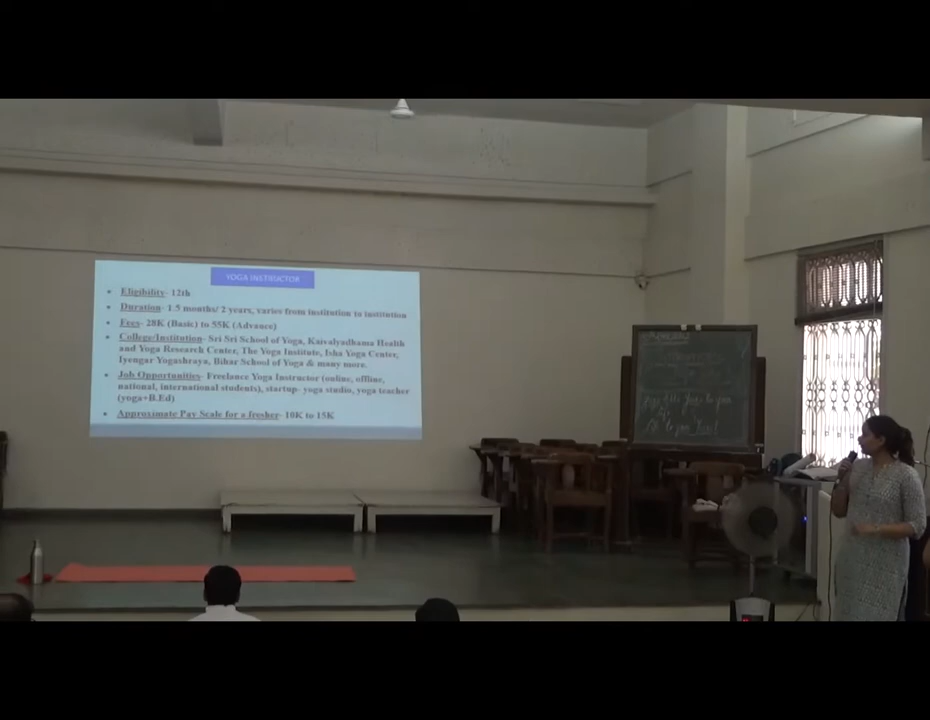 YOGA INSTRUCTOR
Eligibility- 12th
Duration- 1.5 months/ 2 years, varies from institution to institution
Fees- 28K (Basic) to 55K (Advance)
College/Institution- Sri Sri School of Yoga, Kaivalyadhama Health
and Yoga Research Center, The Yoga Institute, Isha Yoga Center,
Iyengar Yogashraya, Bihar School of Yoga & many more.
Job Opportunities- Freelance Yoga Instructor (online, offline,
national, international students), startup- yoga studio, yoga teacher
(yoga+B.Ed)
Approximate Pay Scale for a fresher- 10K to 15K